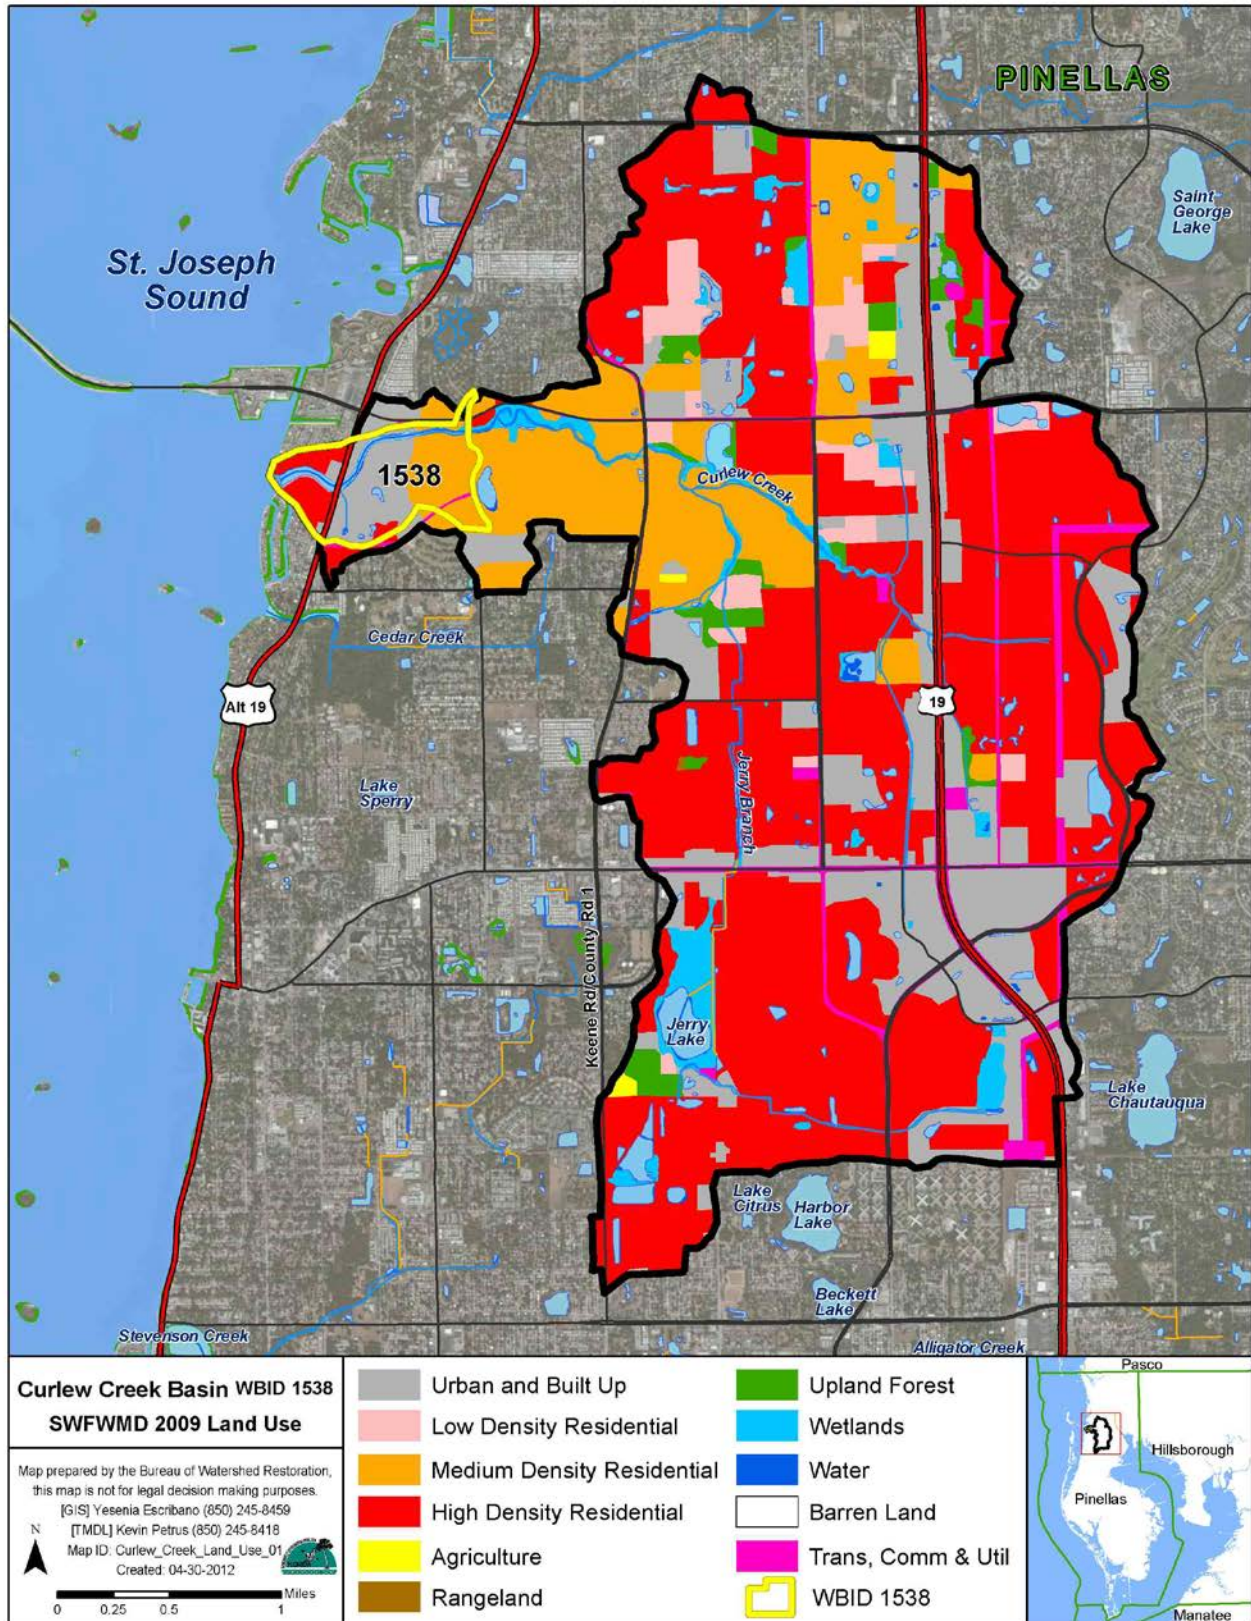 PINELLAS
Saint
George
Lake
St. Joseph
Sound
1538
Curlew Creek
Cedar Creek
Alt 19
19
Lake
Sperry
Jerry Branch
Keene Rd/County Rd 1
Jerry
Lake
Lake
Chautauqua
Lake
Citrus
Harbor
Lake
Beckett
Lake
Stevenson Creek
Alligator Creek
Curlew Creek Basin WBID 1538
SWFWMD 2009 Land Use
Map prepared by the Bureau of Watershed Restoration,
this map is not for legal decision making purposes.
[GIS] Yesenia Escribano (850) 245-8459
[TMDL] Kevin Petrus (850) 245-8418
Map ID: Curlew_Creek_Land_Use_01
Created: 04-30-2012
N
Miles
0 0.25 0.5 1
Urban and Built Up
Low Density Residential
Medium Density Residential
High Density Residential
Agriculture
Rangeland
Upland Forest
Wetlands
Water
Barren Land
Trans, Comm & Util
WBID 1538
Pasco
Hillsborough
Pinellas
Manatee